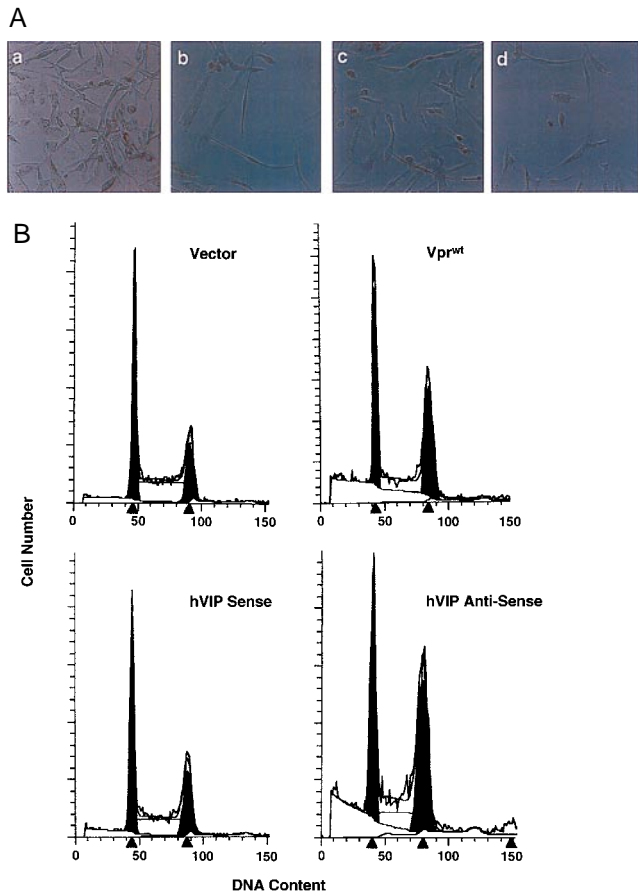 A
a b c d
B
Vector
Vpr^wt
0 50 100 150
0 50 100 150
Cell Number
hVIP Sense
hVIP Anti-Sense
0 50 100 150
0 50 100 150
DNA Content